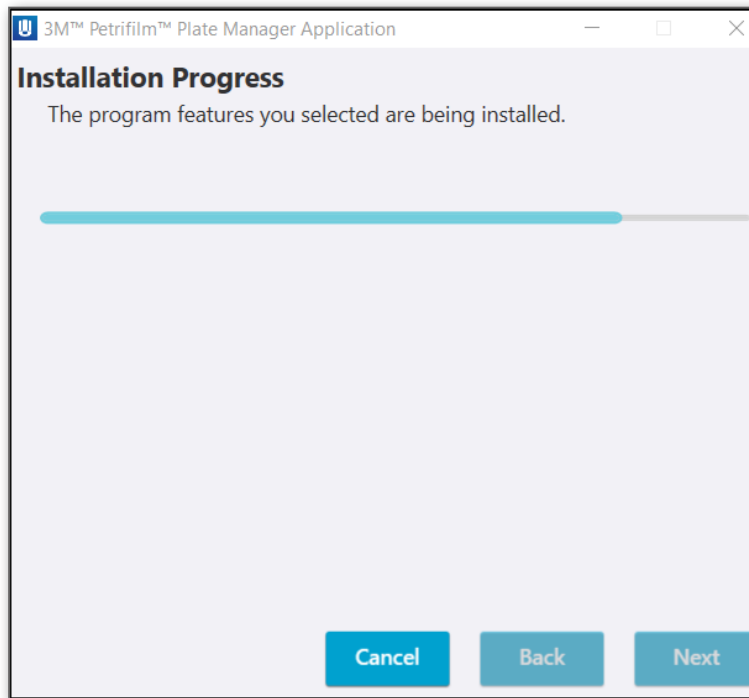 3M™ Petrifilm™ Plate Manager Application
Installation Progress
The program features you selected are being installed.
Cancel Back Next